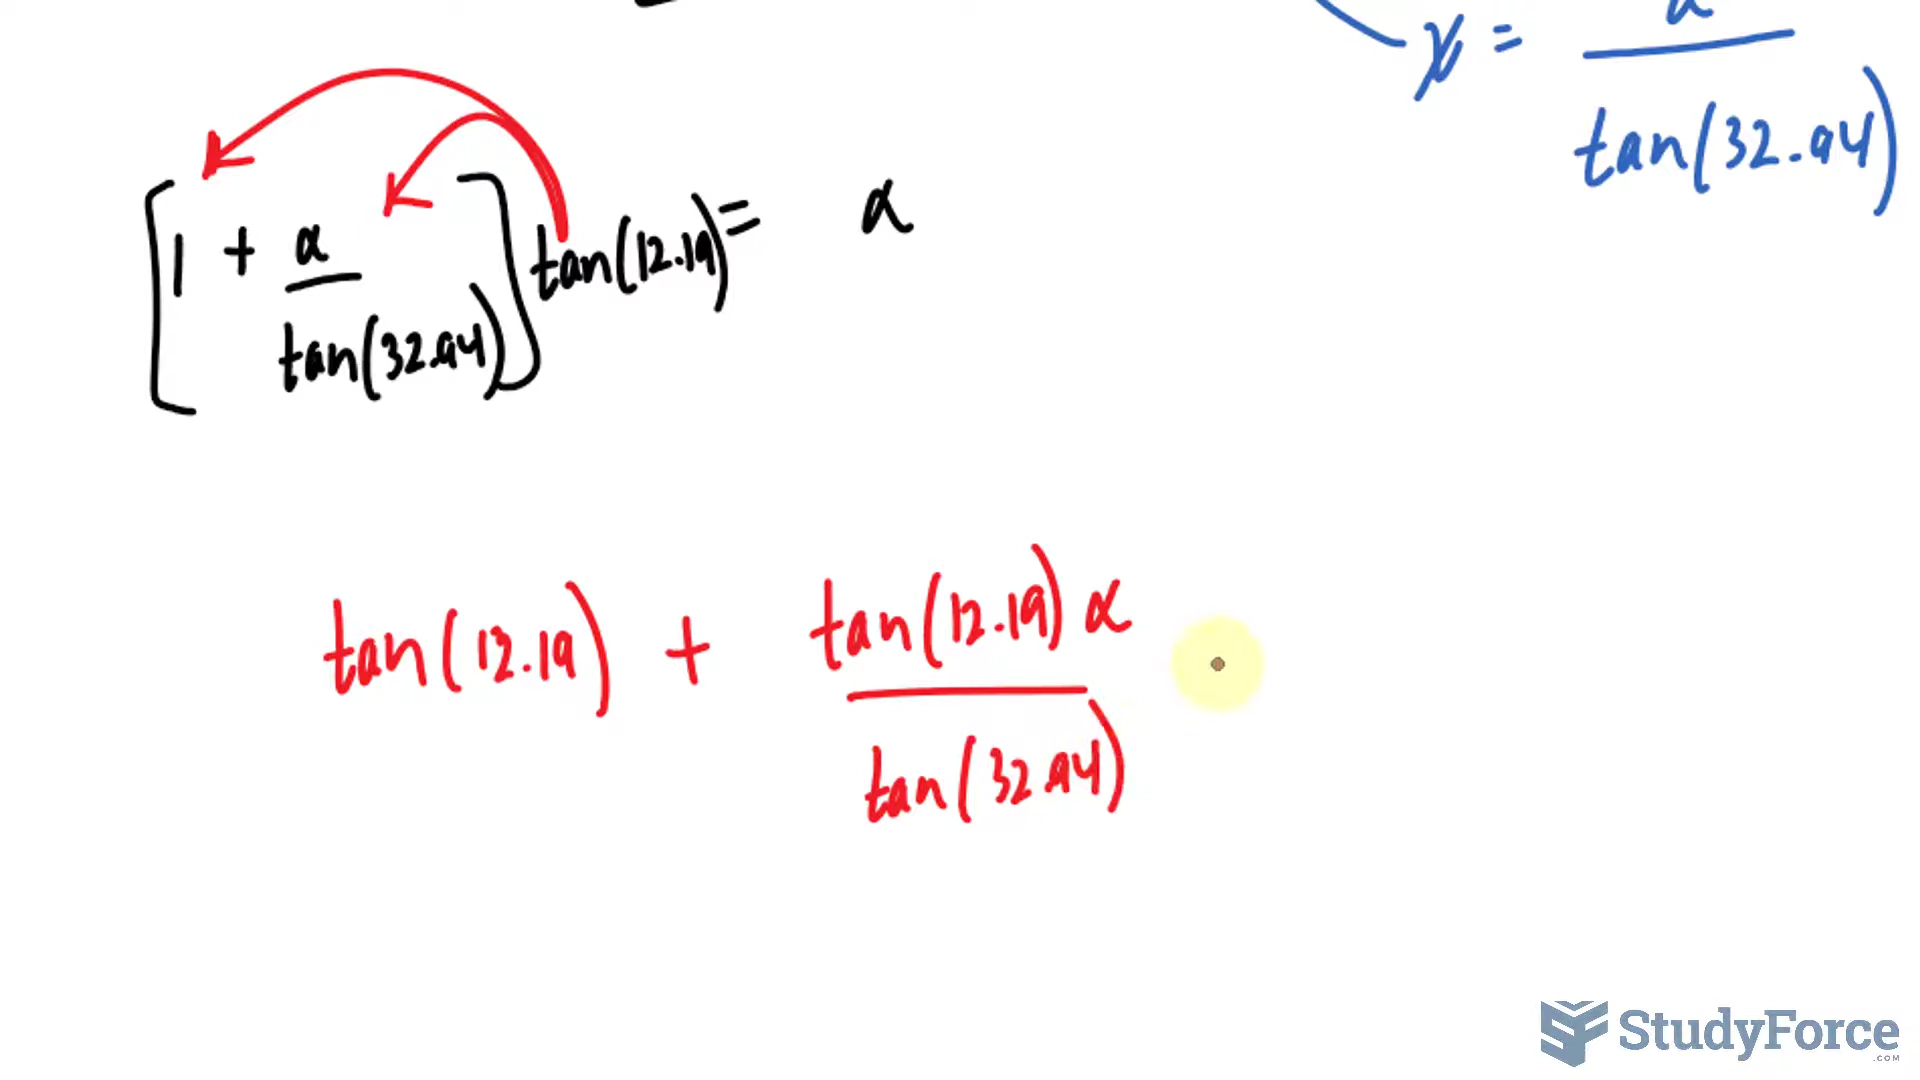 x = α / tan(32.94)
[1 + α / tan(32.94)] tan(12.19) = α
tan(12.19) + tan(12.19) α / tan(32.94)
StudyForce
.COM